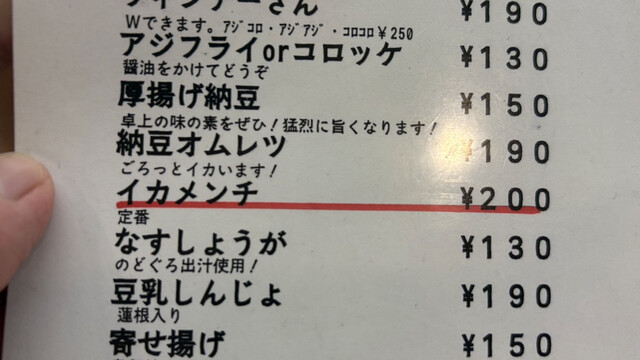 ¥190
Wできます。アジコロ・アジアジ・コロコロ¥250
アジフライorコロッケ ¥130
醤油をかけてどうぞ
厚揚げ納豆 ¥150
卓上の味の素をぜひ！猛烈に旨くなります！
納豆オムレツ ¥190
ごろっとイカいます！
イカメンチ ¥200
定番
なすしょうが ¥130
のどぐろ出汁使用！
豆乳しんじょ ¥190
蓮根入り
寄せ揚げ ¥150